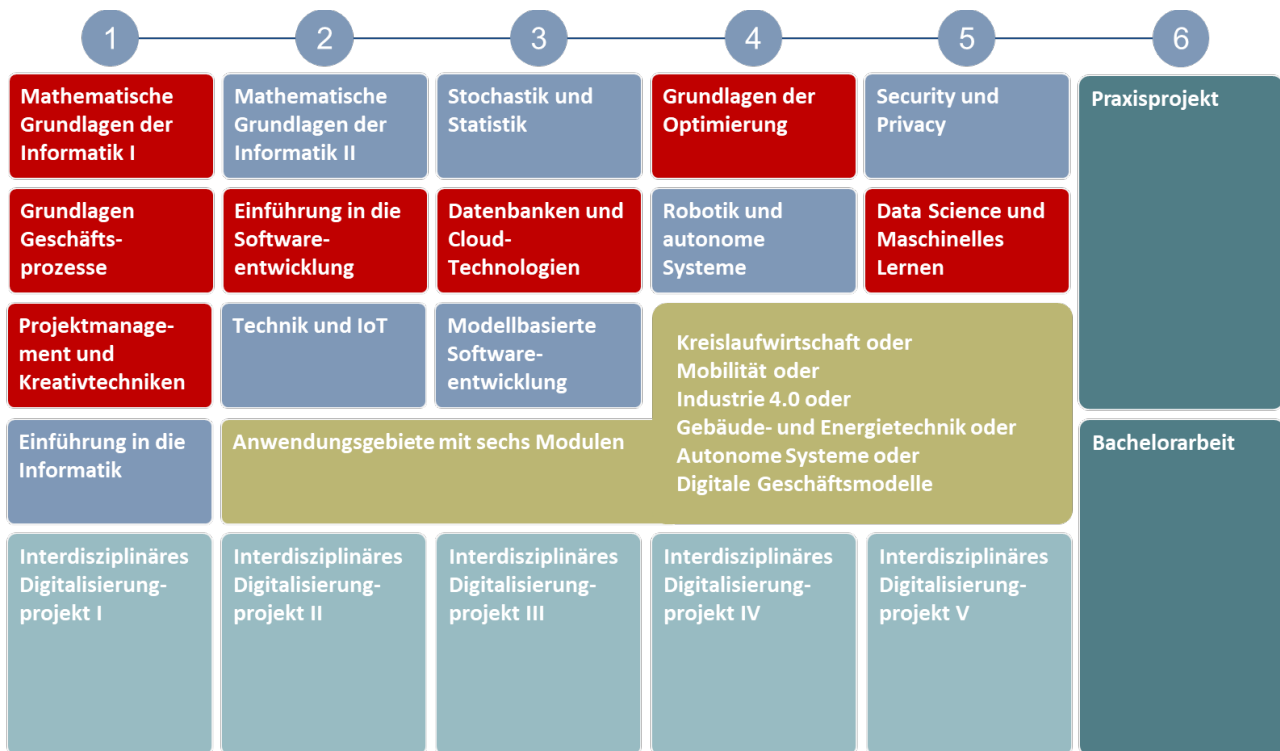 1 2 3 4 5 6
Mathematische
Grundlagen der
Informatik I
Mathematische
Grundlagen der
Informatik II
Stochastik und
Statistik
Grundlagen der
Optimierung
Security und
Privacy
Praxisprojekt
Grundlagen
Geschäfts-
prozesse
Einführung in die
Software-
entwicklung
Datenbanken und
Cloud-
Technologien
Robotik und
autonome
Systeme
Data Science und
Maschinelles
Lernen
Projektmanage-
ment und
Kreativtechniken
Technik und IoT
Modellbasierte
Software-
entwicklung
Kreislaufwirtschaft oder
Mobilität oder
Industrie 4.0 oder
Gebäude- und Energietechnik oder
Autonome Systeme oder
Digitale Geschäftsmodelle
Einführung in die
Informatik
Anwendungsgebiete mit sechs Modulen
Bachelorarbeit
Interdisziplinäres
Digitalisierung-
projekt I
Interdisziplinäres
Digitalisierung-
projekt II
Interdisziplinäres
Digitalisierung-
projekt III
Interdisziplinäres
Digitalisierung-
projekt IV
Interdisziplinäres
Digitalisierung-
projekt V